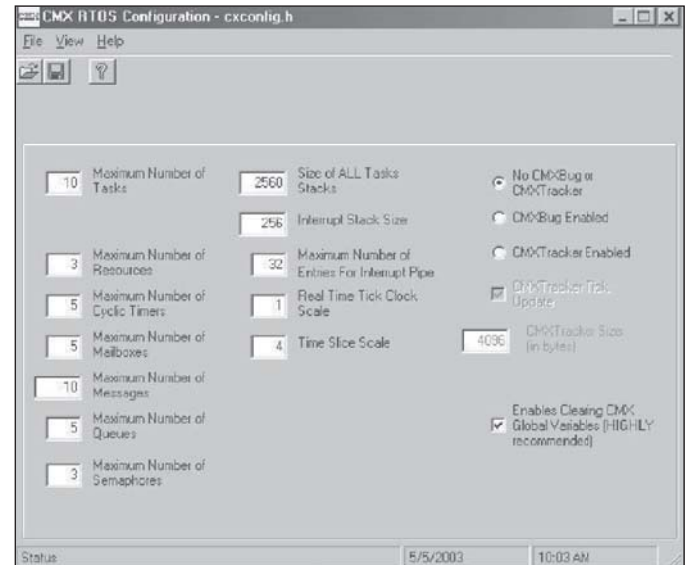 CMX RTOS Configuration - cxconfig.h
File View Help
10 Maximum Number of
Tasks
3 Maximum Number of
Resources
5 Maximum Number of
Cyclic Timers
5 Maximum Number of
Mailboxes
10 Maximum Number of
Messages
5 Maximum Number of
Queues
3 Maximum Number of
Semaphores
2560 Size of ALL Tasks
Stacks
256 Interrupt Stack Size
32 Maximum Number of
Entries For Interrupt Pipe
1 Real Time Tick Clock
Scale
4 Time Slice Scale
No CMXBug or
CMXTracker
CMXBug Enabled
CMXTracker Enabled
CMXTracker Tick
Update
4096 CMXTracker Size
(in bytes)
Enables Clearing CMX
Global Variables (HIGHLY
recommended)
Status 5/5/2003 10:03 AM